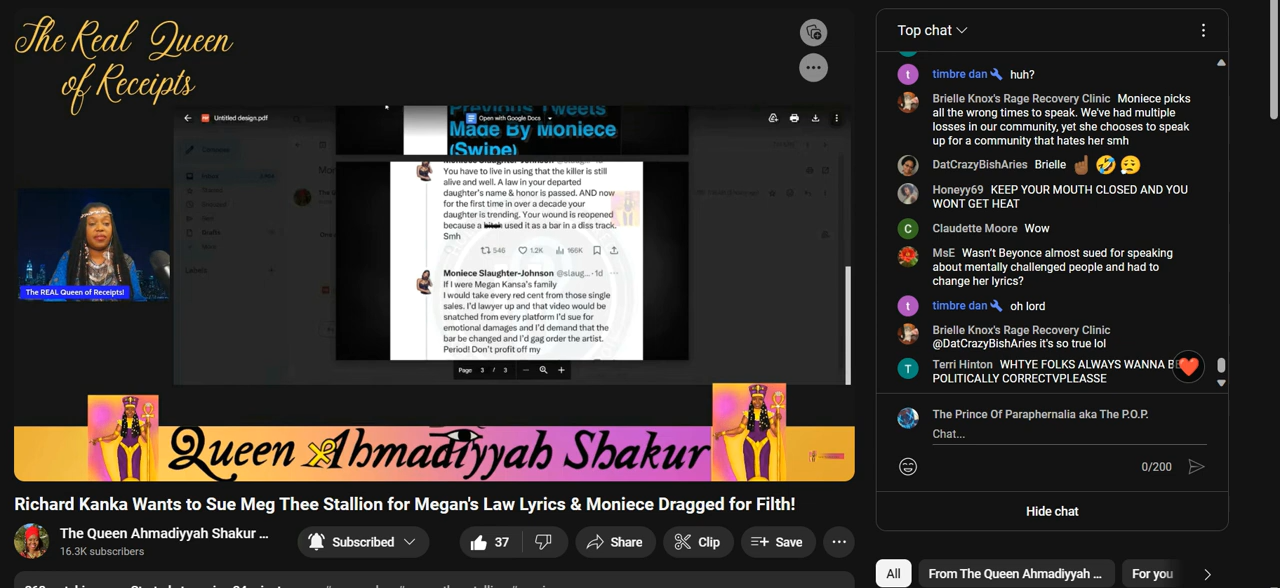 The Real Queen
of Receipts
Untitled design.pdf
Open with Google Docs
Previous Tweets
Made By Moniece
(Swipe)
You have to live in using that the killer is still
alive and well. A law in your departed
daughter's name & honor is passed. AND now
for the first time in over a decade your
daughter is trending. Your wound is reopened
because a bitch used it as a bar in a diss track.
Smh
546 1.2K 166K
Moniece Slaughter-Johnson @slaug... · 1d ...
If I were Megan Kansa's family
I would take every red cent from those single
sales. I'd lawyer up and that video would be
snatched from every platform I'd sue for
emotional damages and I'd demand that the
bar be changed and I'd gag order the artist.
Period! Don't profit off my
Page 3 / 3
The REAL Queen of Receipts!
Queen Ahmadiyyah Shakur
Richard Kanka Wants to Sue Meg Thee Stallion for Megan's Law Lyrics & Moniece Dragged for Filth!
The Queen Ahmadiyyah Shakur ...
16.3K subscribers
Subscribed
37
Share
Clip
Save
Top chat
timbre dan huh?
Brielle Knox's Rage Recovery Clinic Moniece picks
all the wrong times to speak. We've had multiple
losses in our community, yet she chooses to speak
up for a community that hates her smh
DatCrazyBishAries Brielle ☝🏾🤣😮‍💨
Honeyy69 KEEP YOUR MOUTH CLOSED AND YOU
WONT GET HEAT
Claudette Moore Wow
MsE Wasn't Beyonce almost sued for speaking
about mentally challenged people and had to
change her lyrics?
timbre dan oh lord
Brielle Knox's Rage Recovery Clinic
@DatCrazyBishAries it's so true lol
Terri Hinton WHTYE FOLKS ALWAYS WANNA BE
POLITICALLY CORRECTVPLEASSE
The Prince Of Paraphernalia aka The P.O.P.
Chat...
0/200
Hide chat
All
From The Queen Ahmadiyyah ...
For you